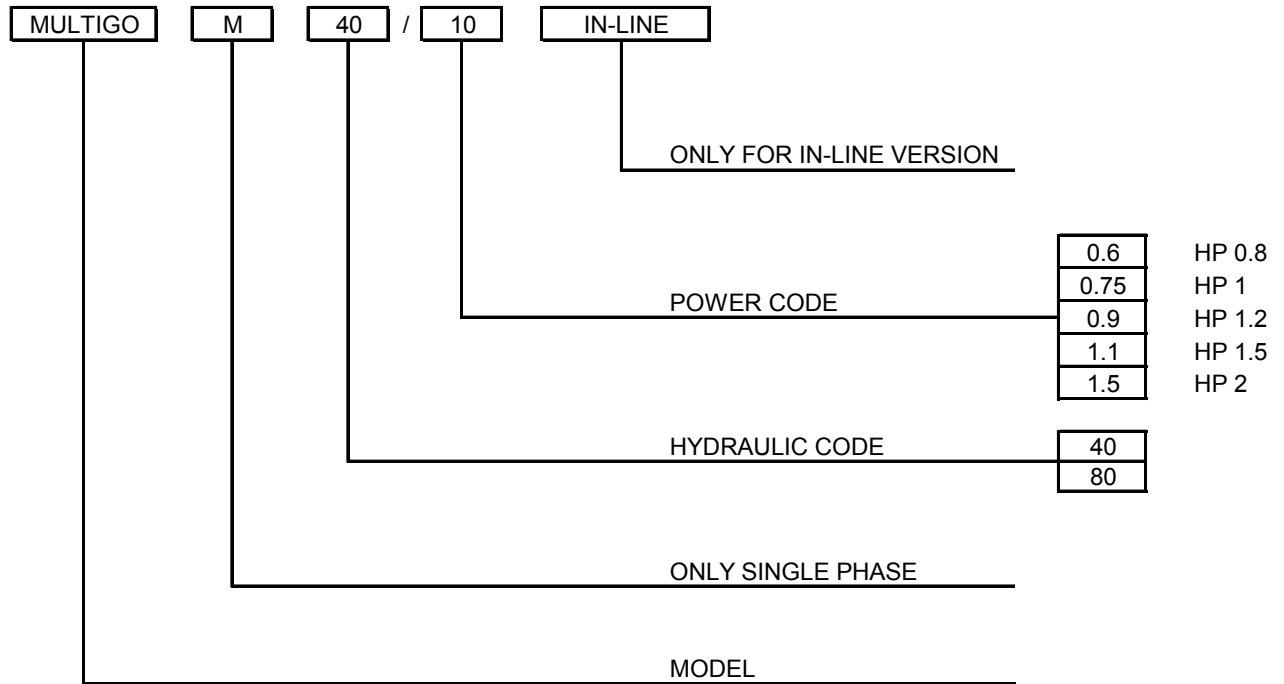 MULTIGO M 40 / 10 IN-LINE
ONLY FOR IN-LINE VERSION
0.6 HP 0.8
0.75 HP 1
POWER CODE
0.9 HP 1.2
1.1 HP 1.5
1.5 HP 2
HYDRAULIC CODE 40
80
ONLY SINGLE PHASE
MODEL